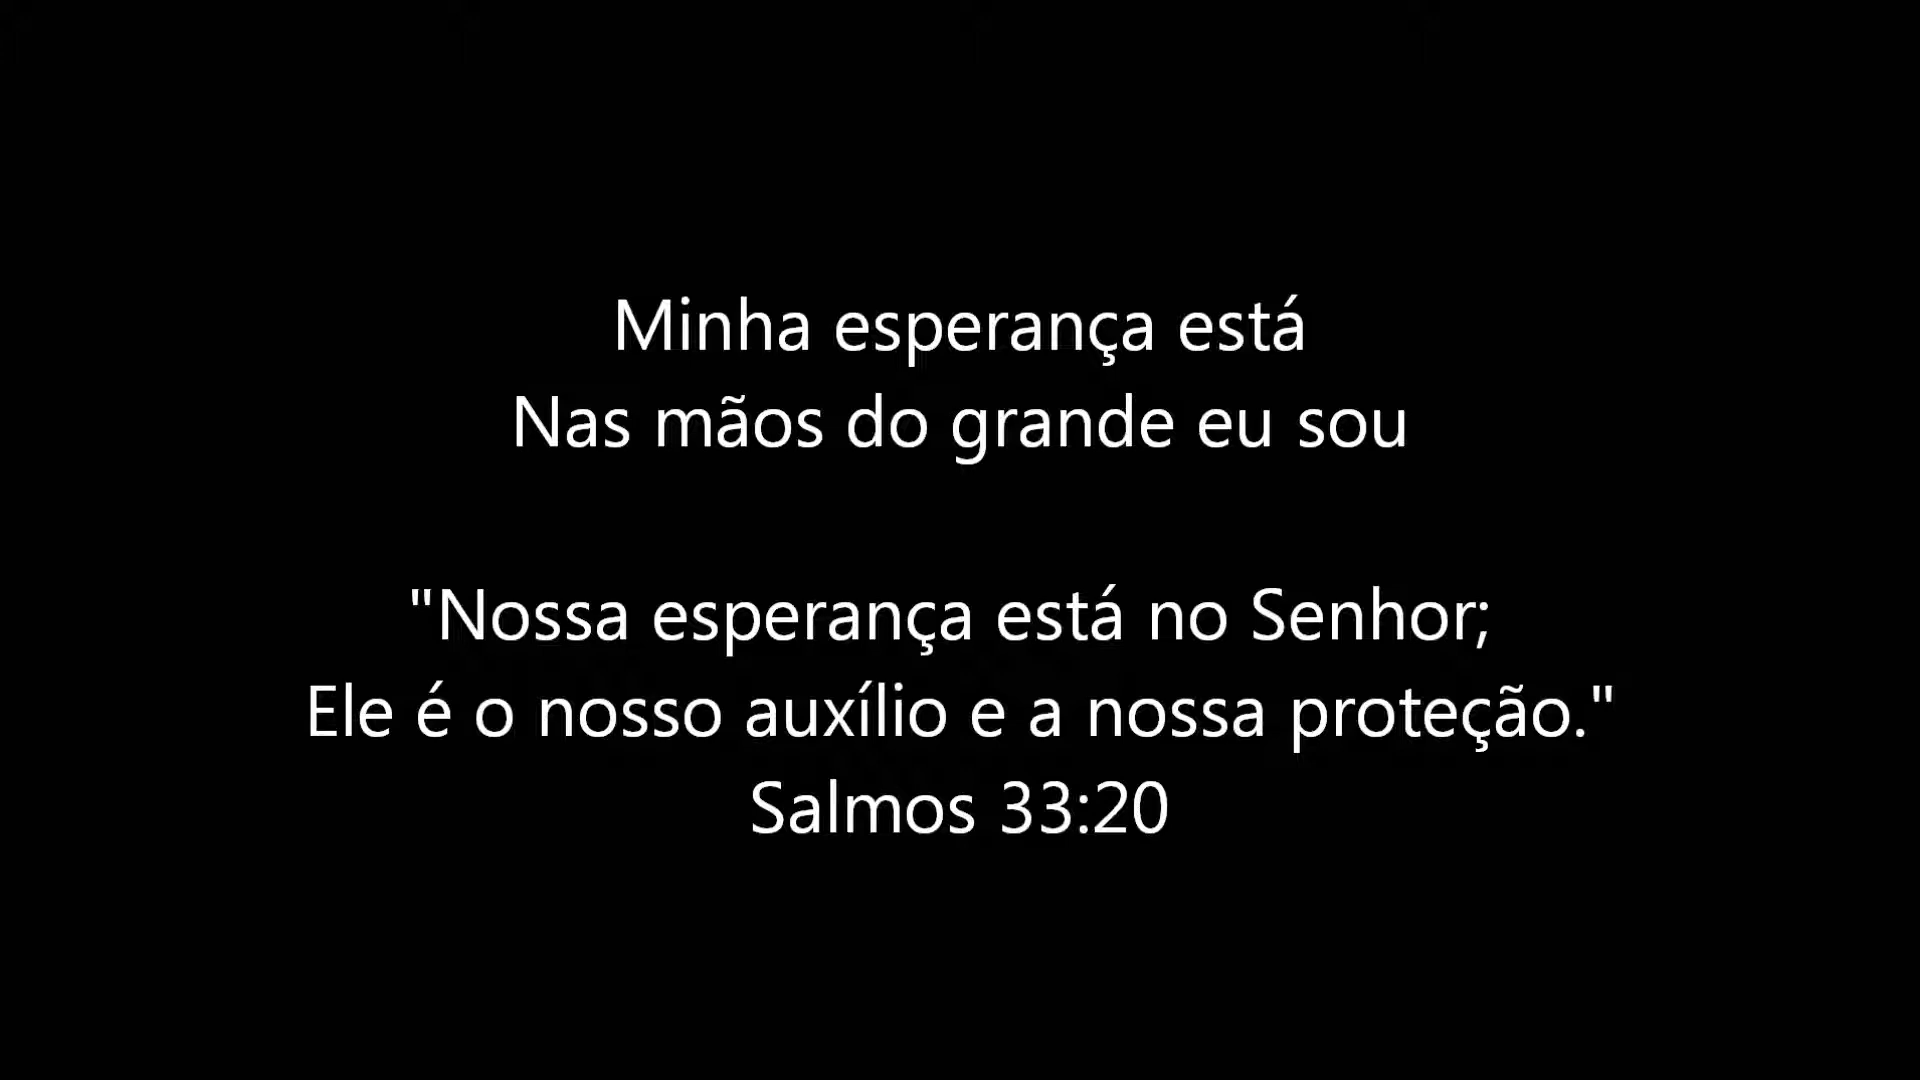 Minha esperança está
Nas mãos do grande eu sou
"Nossa esperança está no Senhor;
Ele é o nosso auxílio e a nossa proteção."
Salmos 33:20